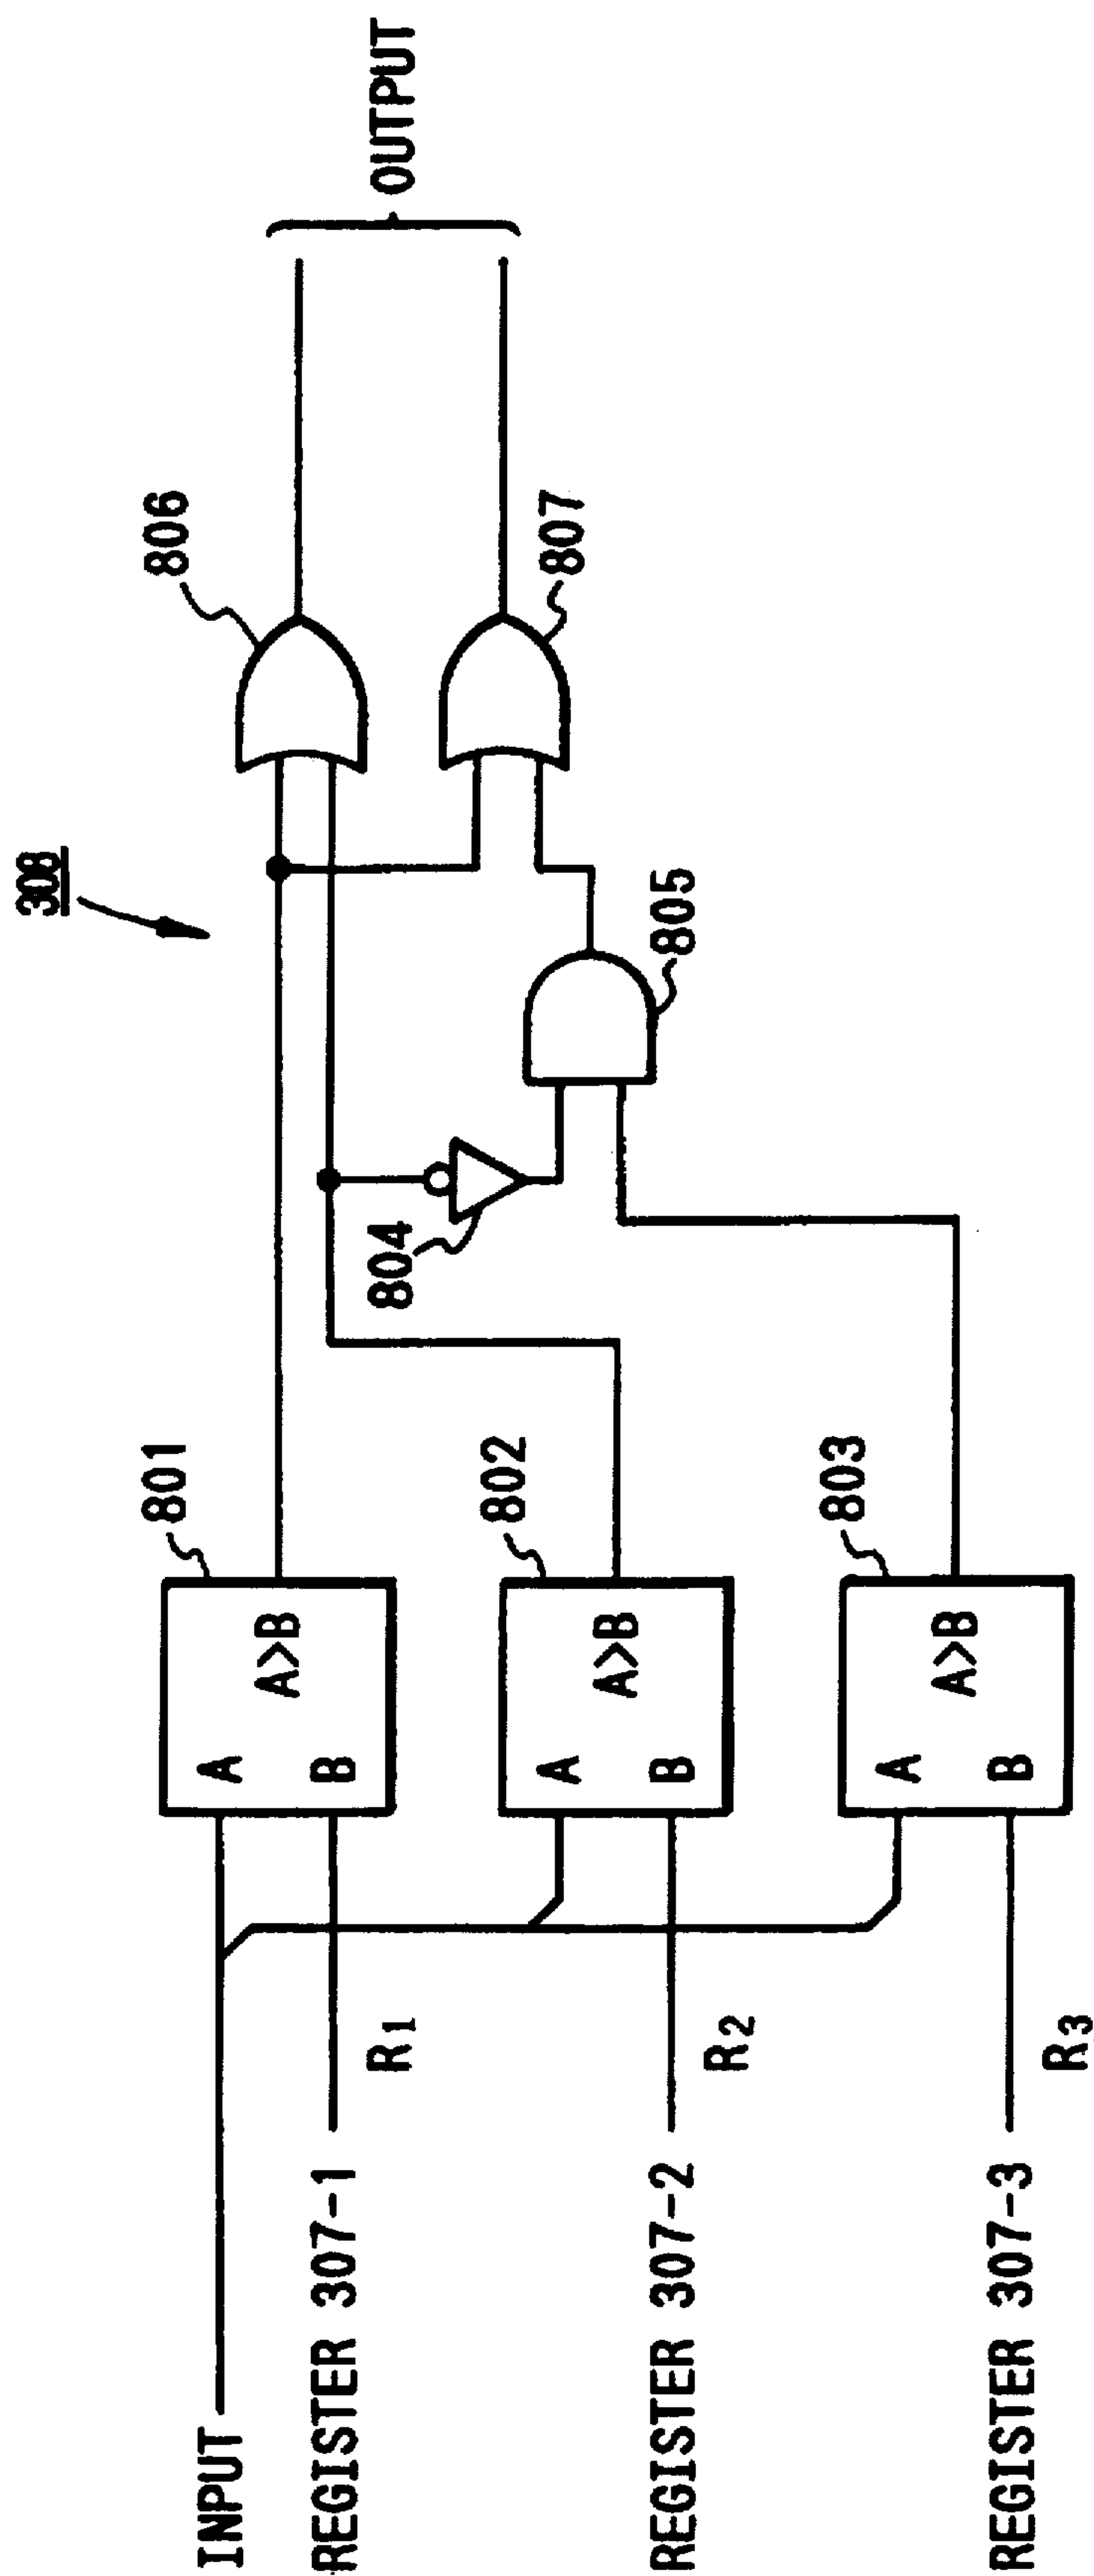 308
INPUT
REGISTER 307-1
R1
REGISTER 307-2
R2
REGISTER 307-3
R3
801
A
B
A>B
802
A
B
A>B
803
A
B
A>B
804
805
806
807
OUTPUT